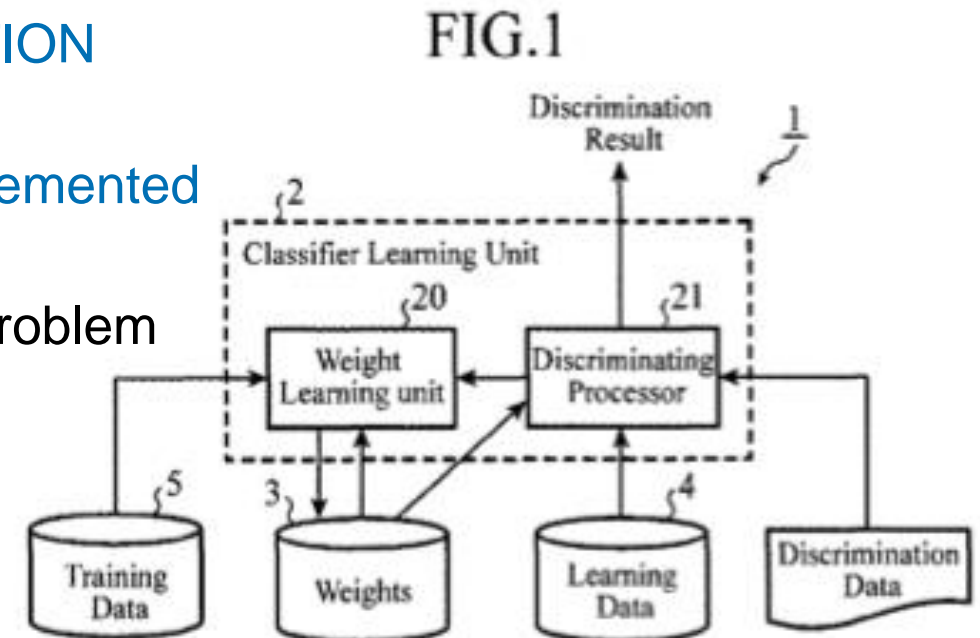 ION
FIG.1
Discrimination
Result
1
emented
2
Classifier Learning Unit
roblem
20
21
Weight
Learning unit
Discriminating
Processor
5
3
4
Training
Data
Weights
Learning
Data
Discrimination
Data